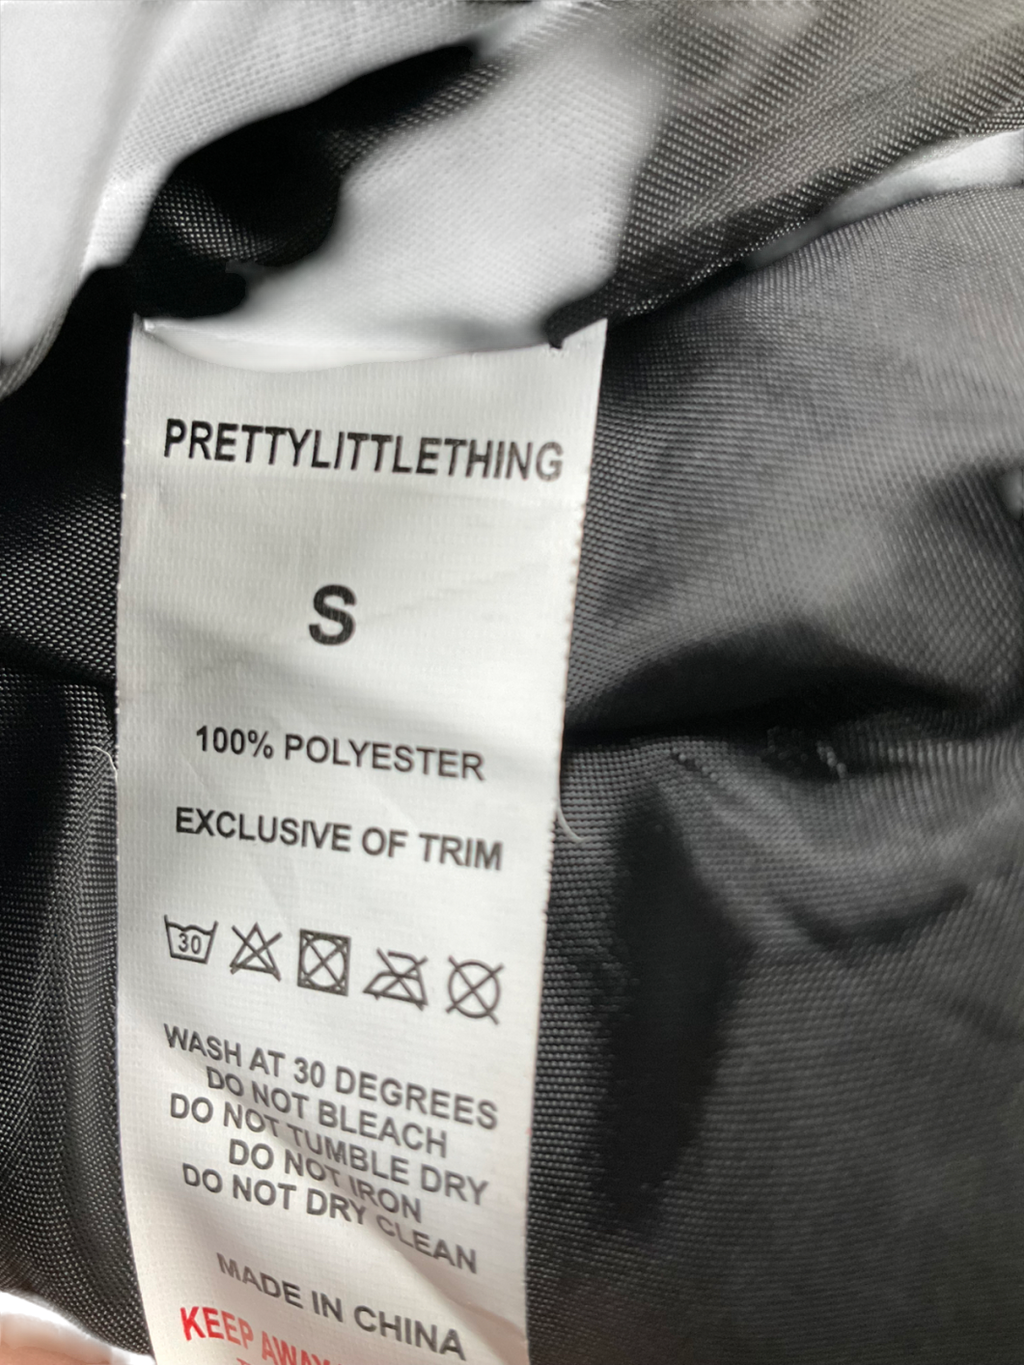 PRETTYLITTLETHING
S
100% POLYESTER
EXCLUSIVE OF TRIM
30
WASH AT 30 DEGREES
DO NOT BLEACH
DO NOT TUMBLE DRY
DO NOT IRON
DO NOT DRY CLEAN
MADE IN CHINA
KEEP AWAY